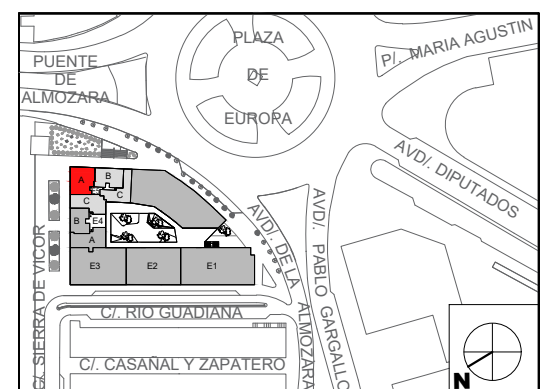 PLAZA
DE
EUROPA
PUENTE
DE
ALMOZARA
P/. MARIA AGUSTIN
AVD/. DIPUTADOS
A
B
C
C
B
E4
A
E3
E2
E1
AVD/. DE LA ALMOZARA
AVD/. PABLO GARGALLO
C/. SIERRA DE VICOR
C/. RIO GUADIANA
C/. CASAÑAL Y ZAPATERO
N